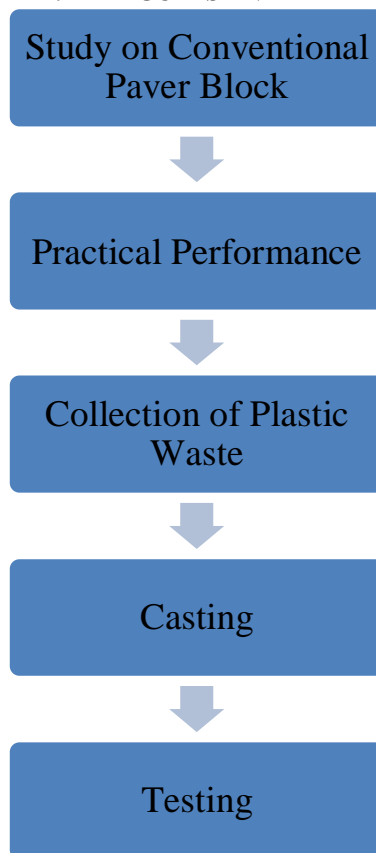 Study on Conventional
Paver Block
Practical Performance
Collection of Plastic
Waste
Casting
Testing